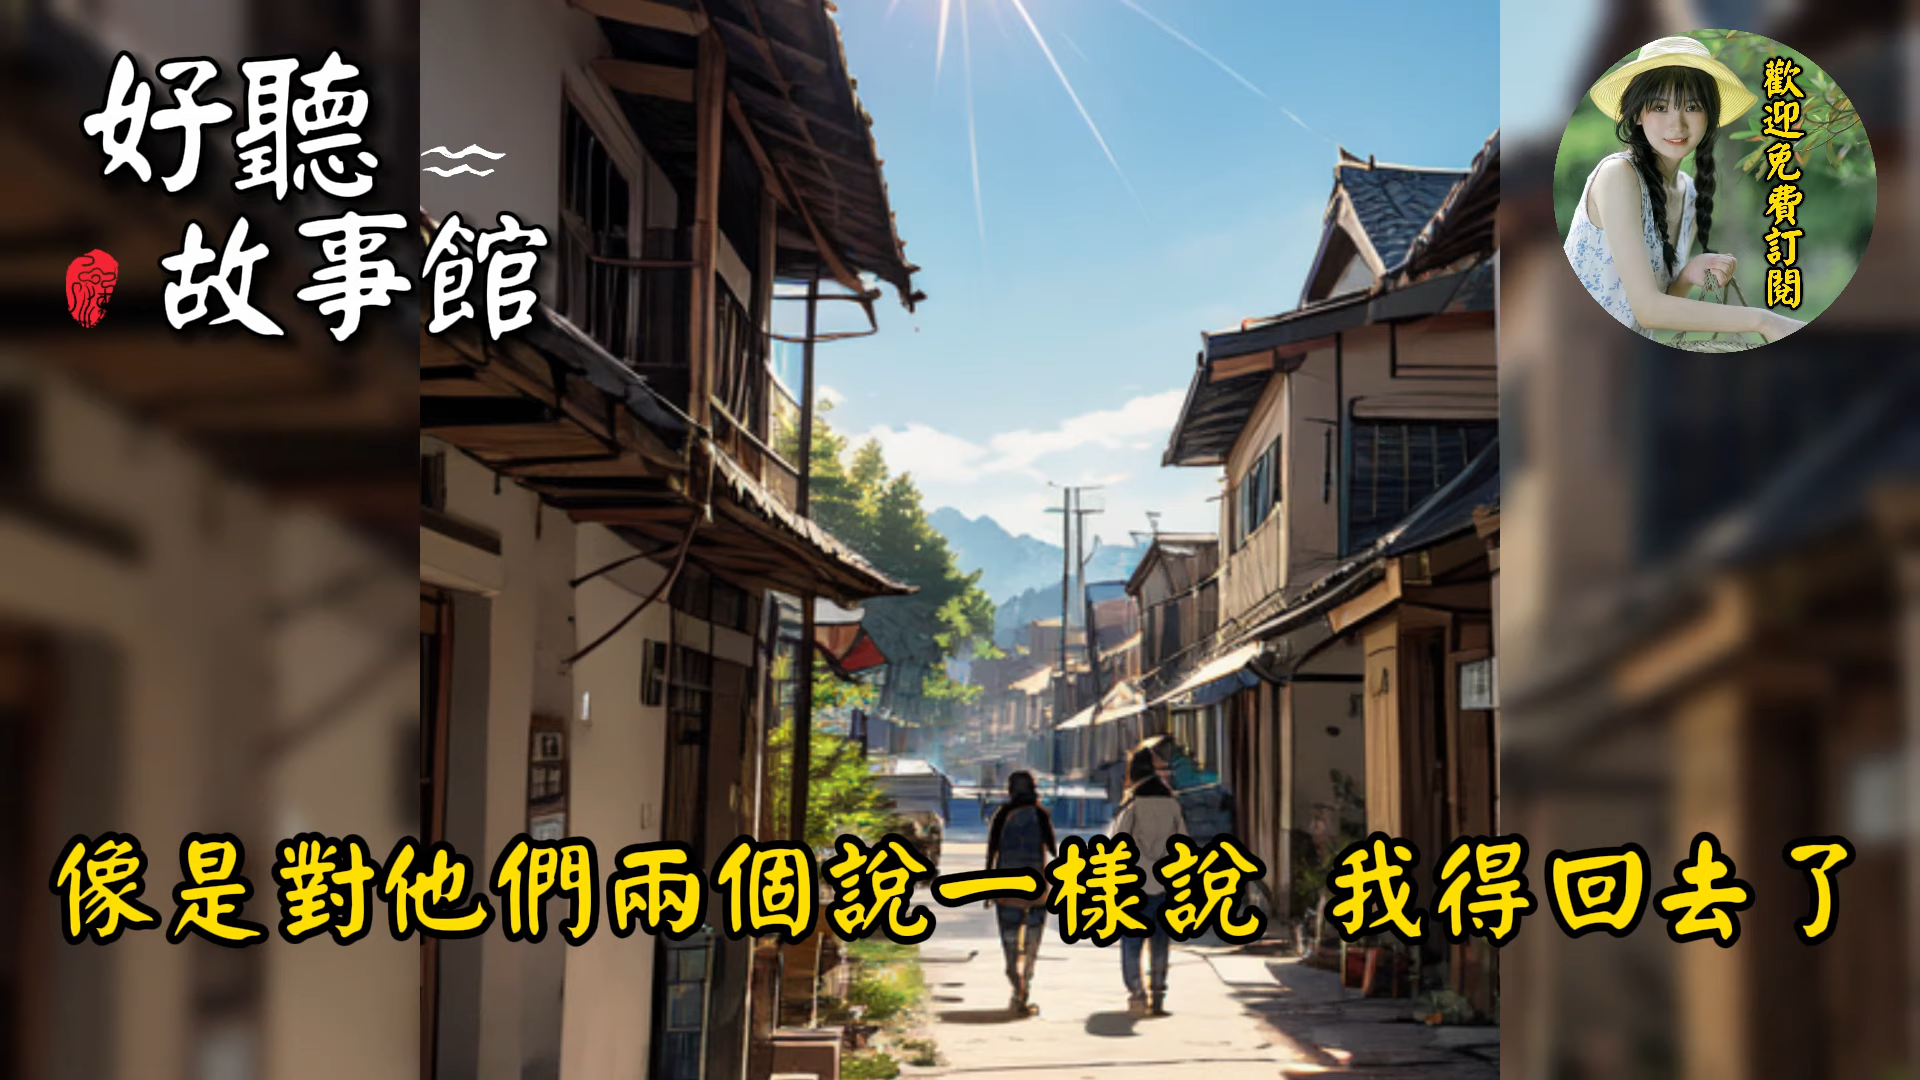 好聽
故事館
歡迎免費訂閱
像是對他們兩個說一樣說 我得回去了